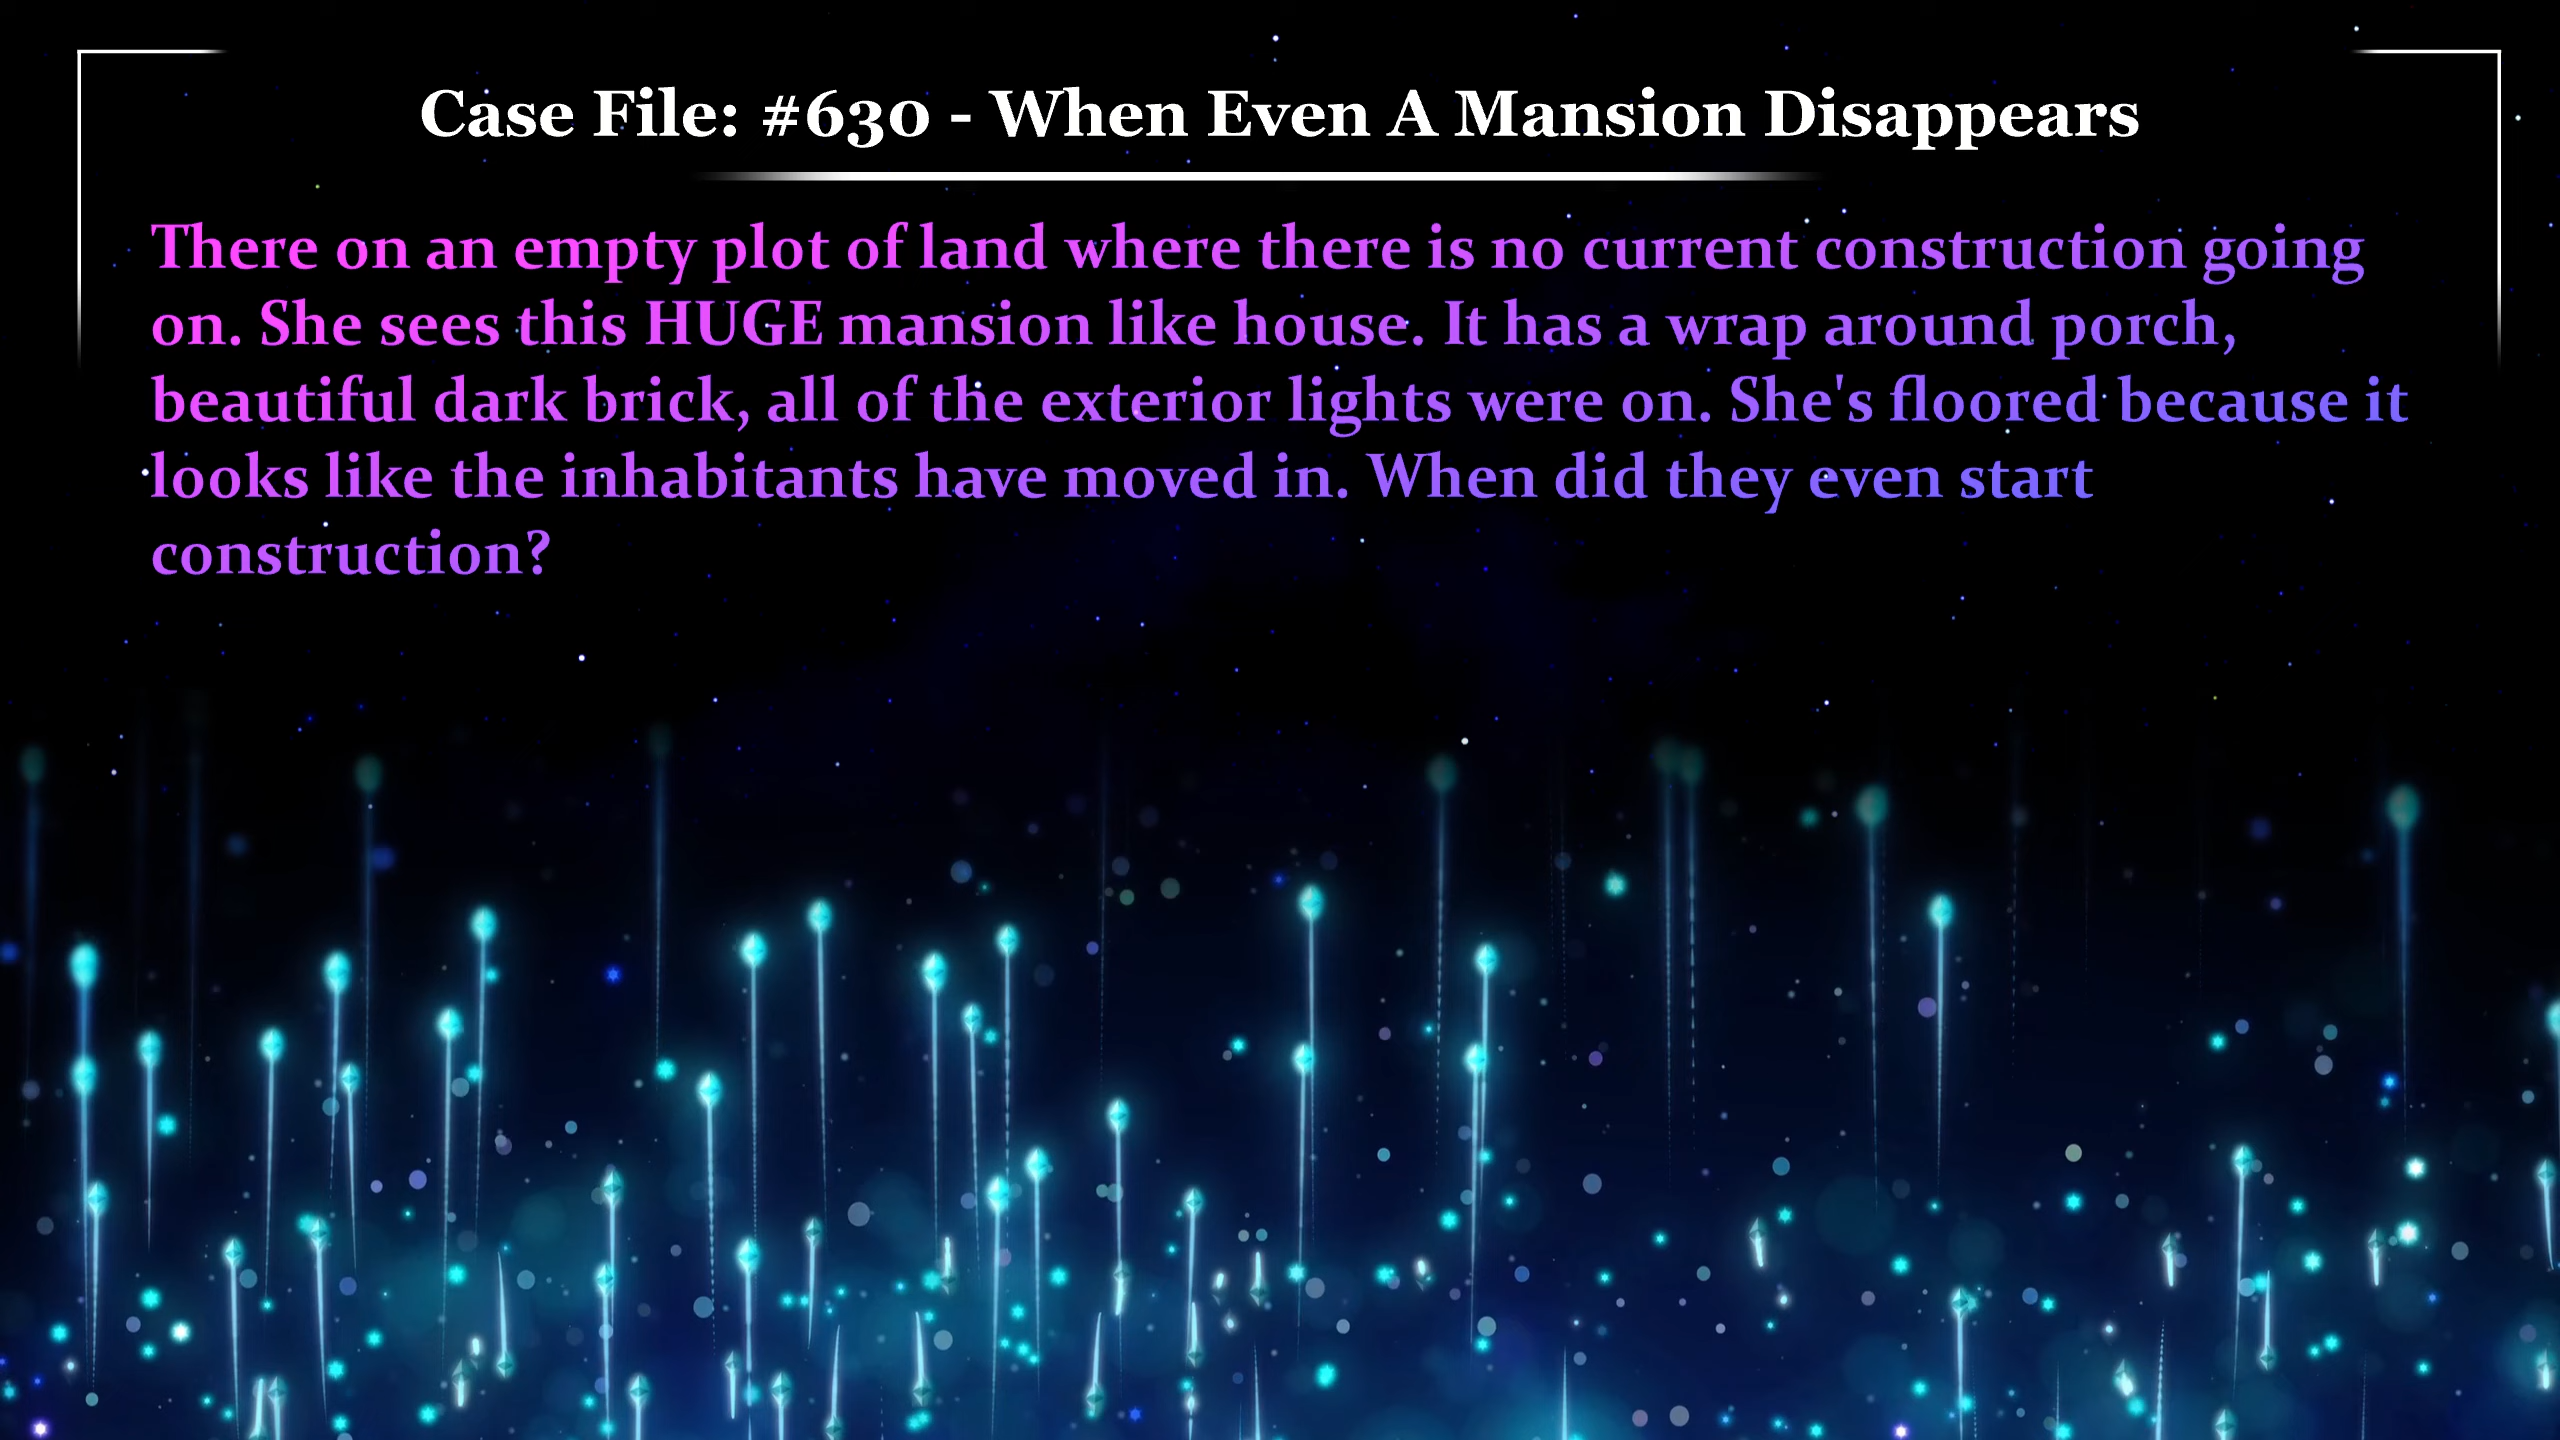 Case File: #630 - When Even A Mansion Disappears
There on an empty plot of land where there is no current construction going
on. She sees this HUGE mansion like house. It has a wrap around porch,
beautiful dark brick, all of the exterior lights were on. She's floored because it
looks like the inhabitants have moved in. When did they even start
construction?